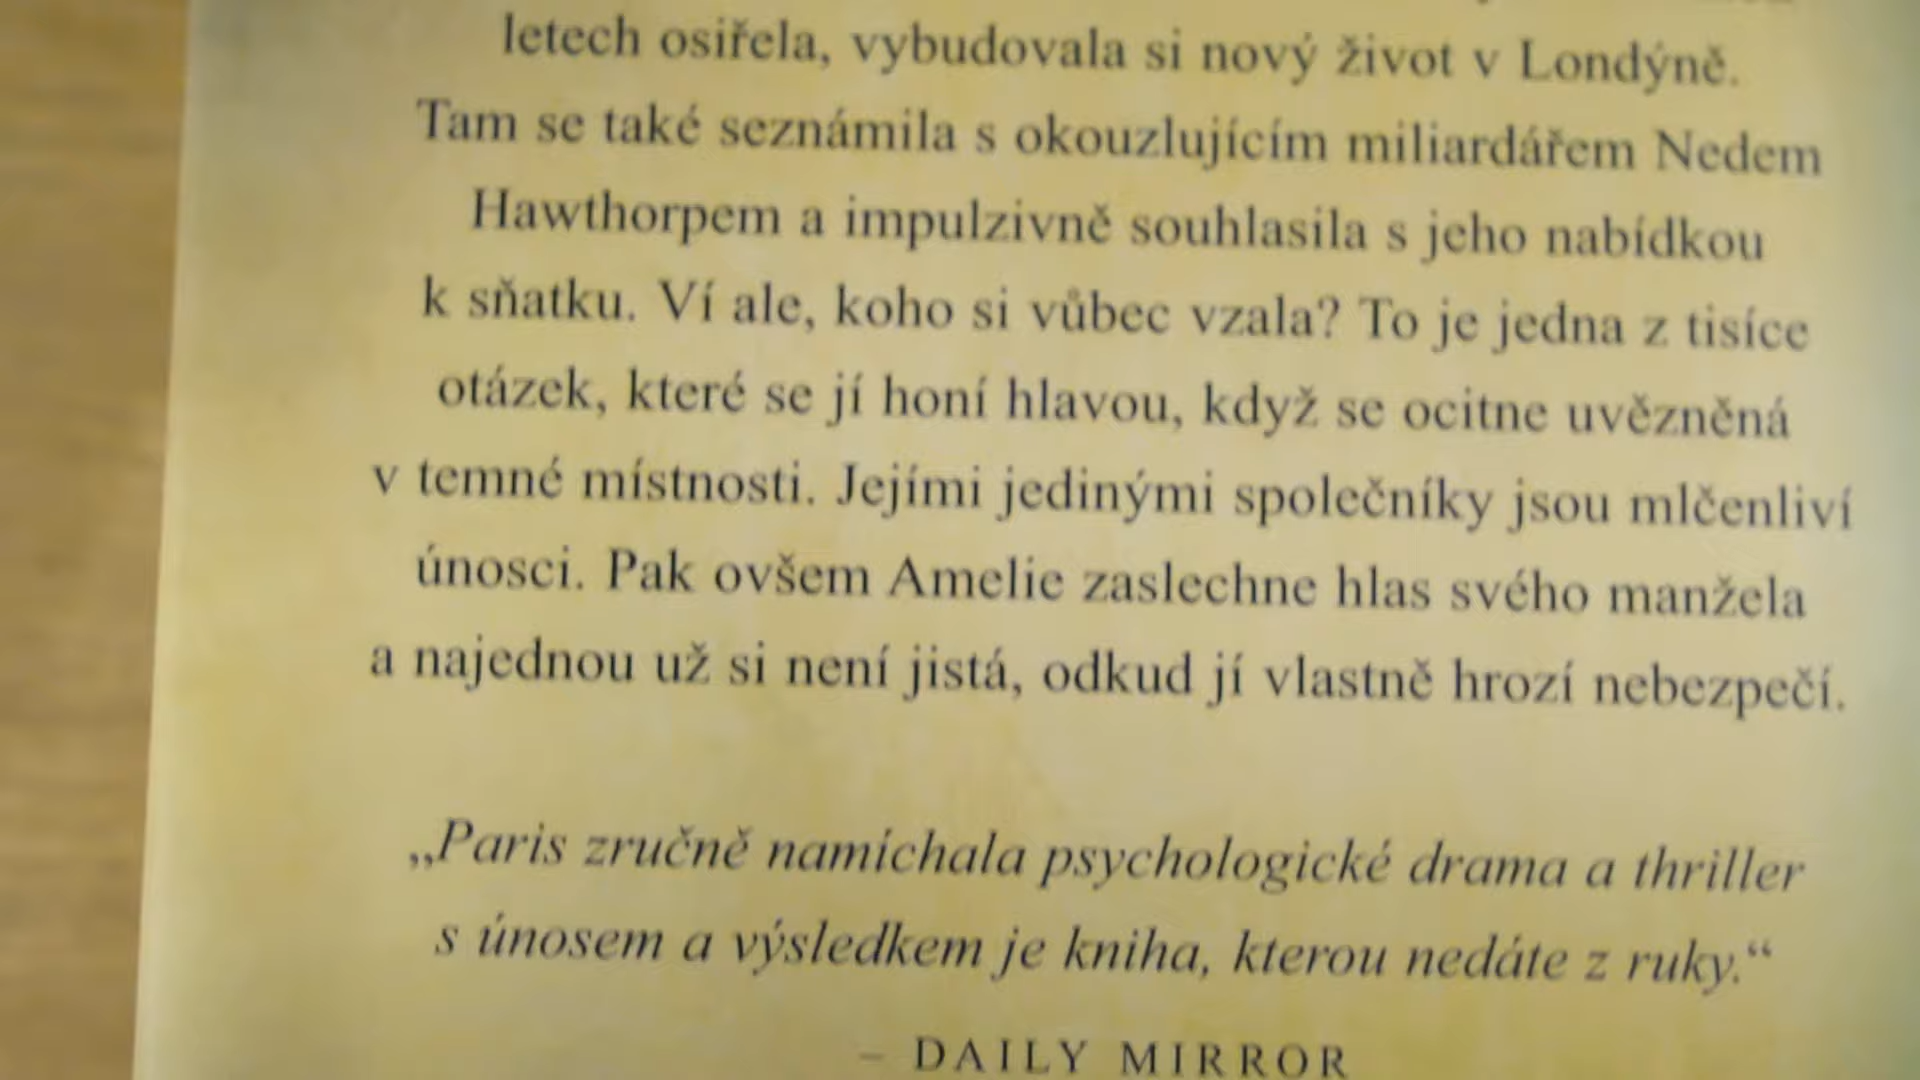 letech osiřela, vybudovala si nový život v Londýně.
Tam se také seznámila s okouzlujícím miliardářem Nedem
Hawthorpem a impulzivně souhlasila s jeho nabídkou
k sňatku. Ví ale, koho si vůbec vzala? To je jedna z tisíce
otázek, které se jí honí hlavou, když se ocitne uvězněná
v temné místnosti. Jejími jedinými společníky jsou mlčenliví
únosci. Pak ovšem Amelie zaslechne hlas svého manžela
a najednou už si není jistá, odkud jí vlastně hrozí nebezpečí.
„Paris zručně namíchala psychologické drama a thriller
s únosem a výsledkem je kniha, kterou nedáte z ruky.“
– DAILY MIRROR